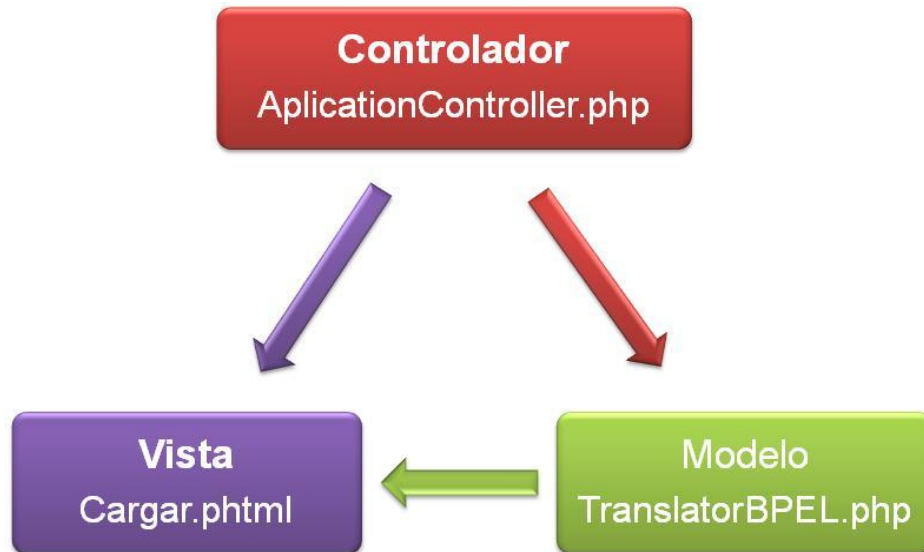 Controlador
AplicationController.php
Vista
Cargar.phtml
Modelo
TranslatorBPEL.php